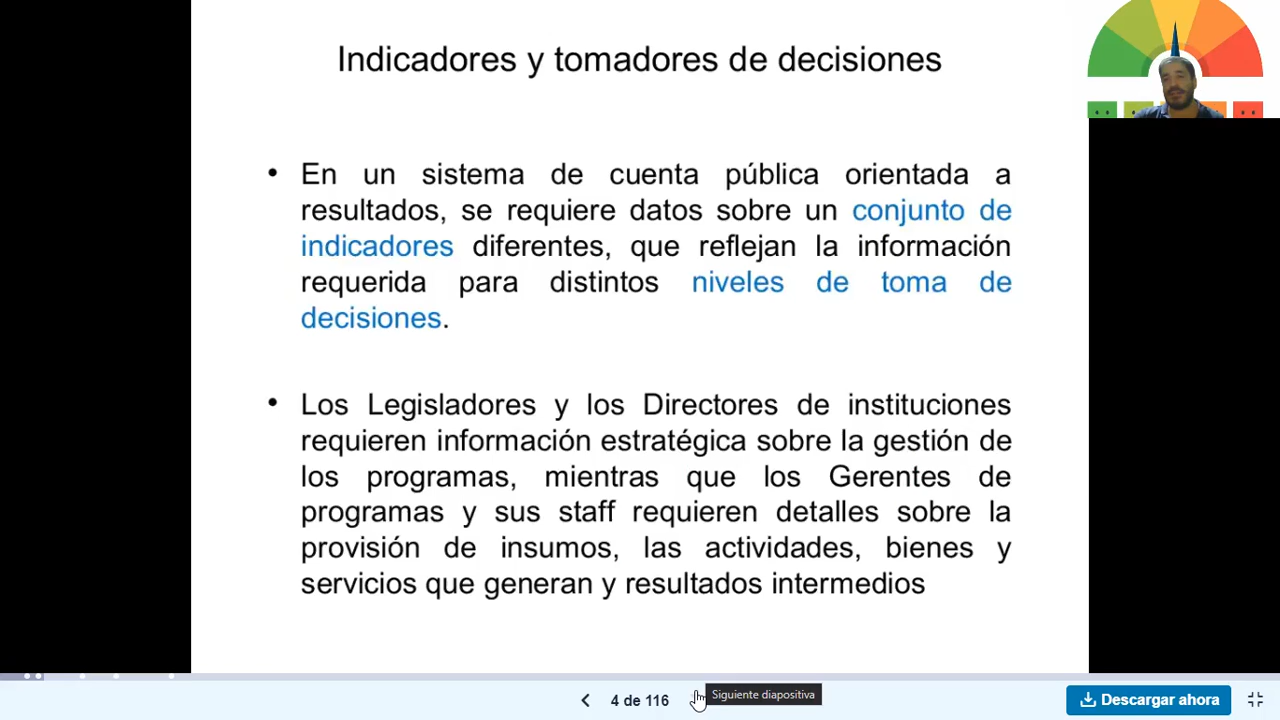 Indicadores y tomadores de decisiones
• En un sistema de cuenta pública orientada a
resultados, se requiere datos sobre un conjunto de
indicadores diferentes, que reflejan la información
requerida para distintos niveles de toma de
decisiones.
• Los Legisladores y los Directores de instituciones
requieren información estratégica sobre la gestión de
los programas, mientras que los Gerentes de
programas y sus staff requieren detalles sobre la
provisión de insumos, las actividades, bienes y
servicios que generan y resultados intermedios
4 de 116
Siguiente diapositiva
Descargar ahora